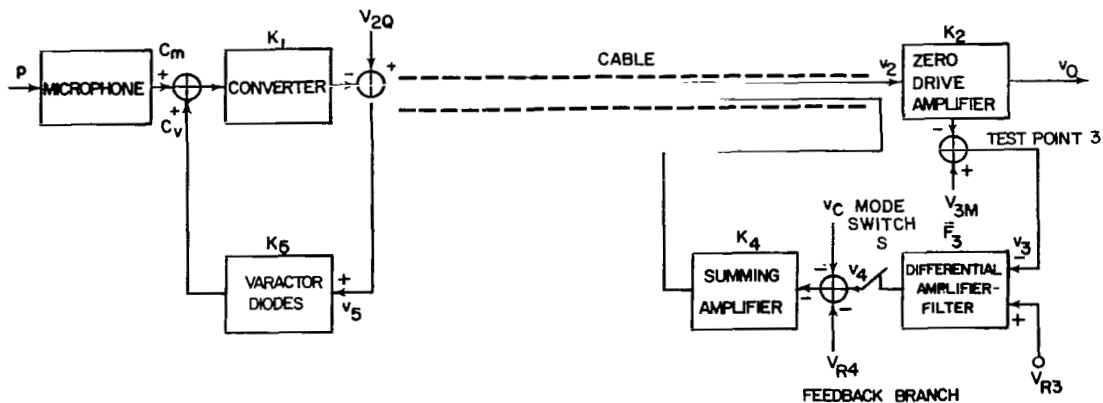 P
MICROPHONE
Cm
+
+
Cv
K1
CONVERTER
V2Q
-
+
CABLE
v2
K2
ZERO
DRIVE
AMPLIFIER
vO
-
+
TEST POINT 3
V3M
F3
v3
-
DIFFERENTIAL
AMPLIFIER-
FILTER
+
VR3
MODE
SWITCH
S
v4
vC
-
-
-
VR4
K4
SUMMING
AMPLIFIER
K5
VARACTOR
DIODES
+
v5
FEEDBACK BRANCH